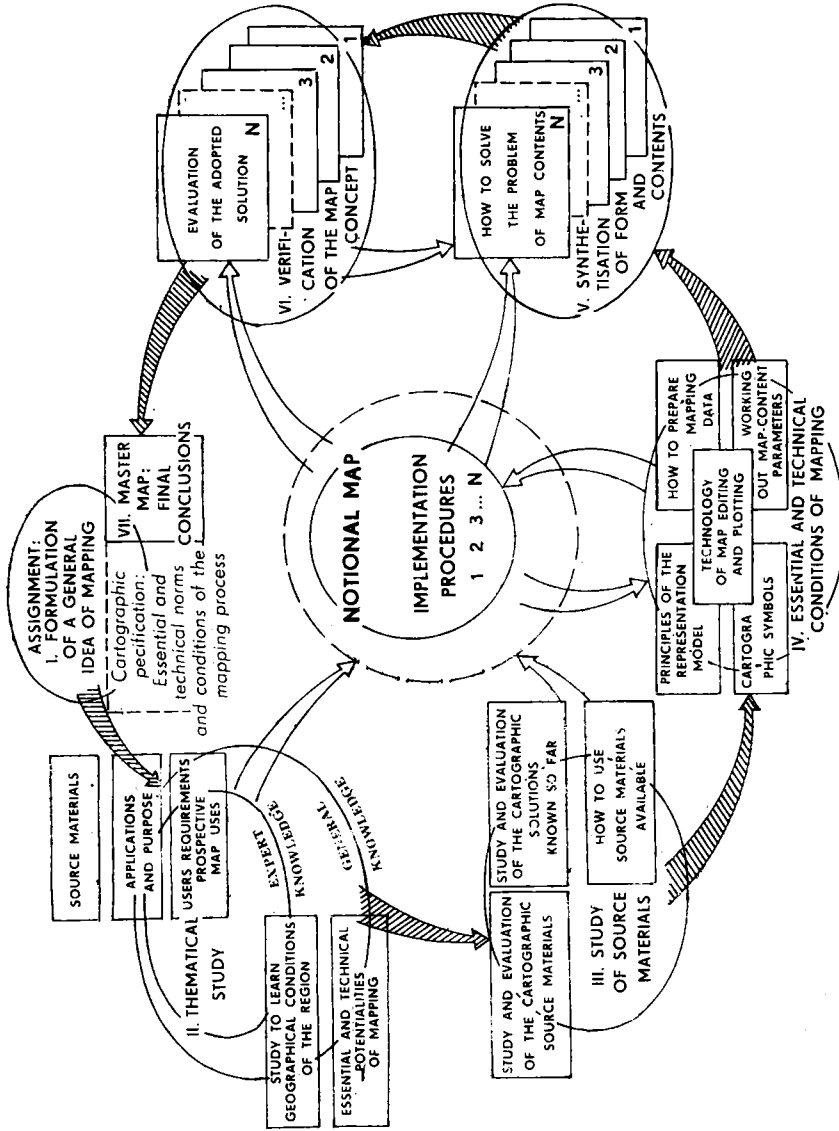 ASSIGNMENT:
I. FORMULATION
OF A GENERAL
IDEA OF MAPPING
Cartographic
pecification:
Essential and
technical norms
and conditions of the
mapping process
VII. MASTER
MAP:
FINAL
CONCLUSIONS
SOURCE MATERIALS
APPLICATIONS
AND PURPOSE
USERS REQUIREMENTS
PROSPECTIVE
MAP USES
II. THEMATICAL
STUDY
EXPERT
KNOWLEDGE
GENERAL
KNOWLEDGE
STUDY TO LEARN
GEOGRAPHICAL CONDITIONS
OF THE REGION
ESSENTIAL AND TECHNICAL
POTENTIALITIES
OF MAPPING
STUDY AND EVALUATION
OF THE CARTOGRAPHIC
SOURCE MATERIALS
STUDY AND EVALUATION
OF THE CARTOGRAPHIC
SOLUTIONS
KNOWN SO FAR
HOW TO USE
SOURCE MATERIALS
AVAILABLE
III. STUDY
OF SOURCE
MATERIALS
NOTIONAL MAP
IMPLEMENTATION
PROCEDURES
1 2 3 ... N
PRINCIPLES OF THE
REPRESENTATION
MODEL
HOW TO PREPARE
MAPPING
DATA
TECHNOLOGY
OF MAP EDITING
AND PLOTTING
CARTOGRA
PHIC SYMBOLS
WORKING
OUT MAP-CONTENT
PARAMETERS
IV. ESSENTIAL AND TECHNICAL
CONDITIONS OF MAPPING
HOW TO SOLVE
THE PROBLEM
OF MAP CONTENTS
N
...
3
2
1
V. SYNTHE-
TISATION
OF FORM
AND
CONTENTS
EVALUATION
OF THE ADOPTED
SOLUTION
N
...
3
2
1
VI. VERIFI-
CATION
OF THE MAP
CONCEPT